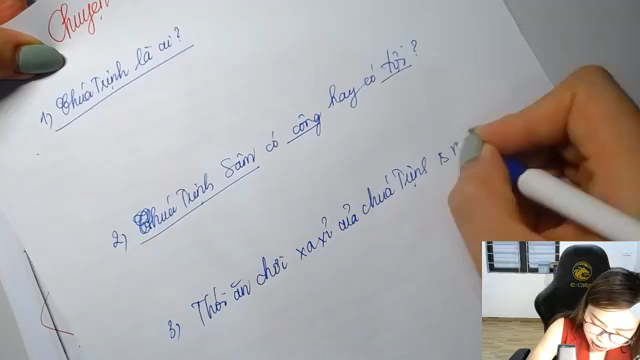 Chuyện
1) Chúa Trịnh là ai?
2) Chúa Trịnh Sâm có công hay có tội?
3) Thói ăn chơi xa xỉ của chúa Trịnh s